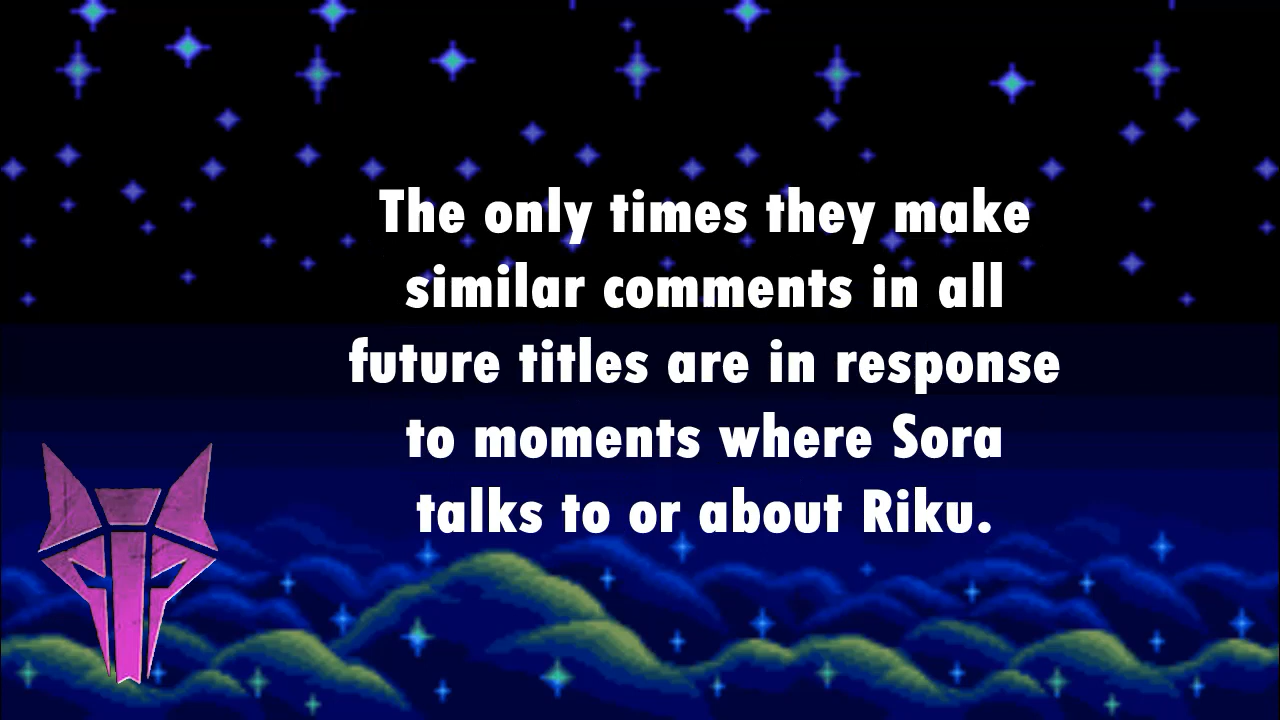 The only times they make
similar comments in all
future titles are in response
to moments where Sora
talks to or about Riku.